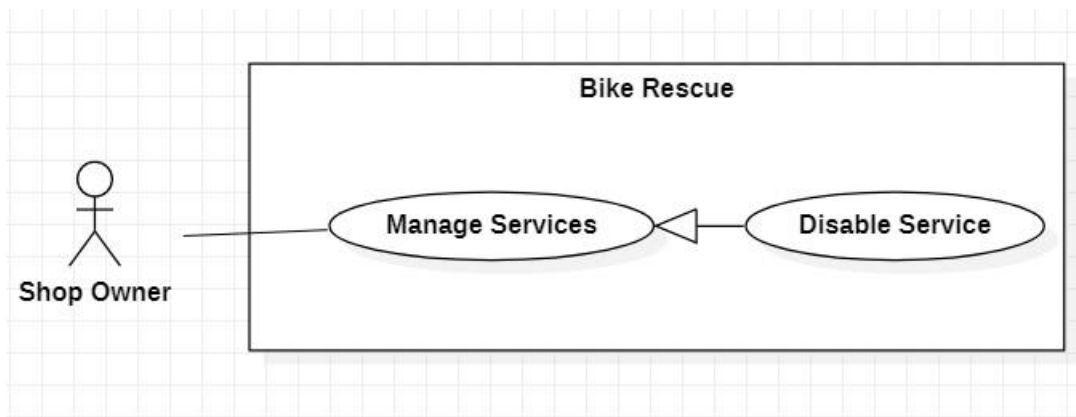 Bike Rescue
Manage Services
Disable Service
Shop Owner